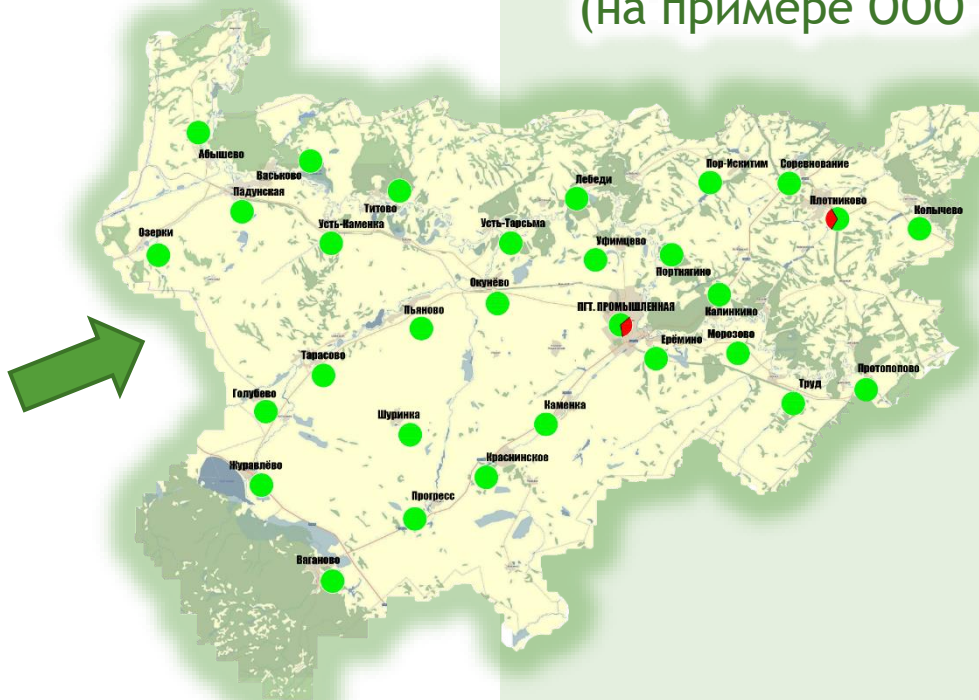 (на примере ООО
Абышево
Васьково
Падунская
Титово
Озерки
Усть-Каменка
Усть-Тарсьма
Лебеди
Пор-Искитим
Соревнование
Плотниково
Колычево
Уфимцево
Портнягино
Окунёво
Пьяново
ПГТ. ПРОМЫШЛЕННАЯ
Калинкино
Ерёмино
Морозово
Тарасово
Труд
Протопопово
Голубево
Шуринка
Каменка
Журавлёво
Краснинское
Прогресс
Ваганово